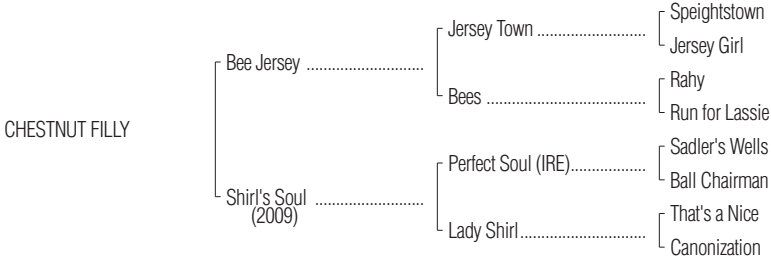 Speightstown
Jersey Town ............................
Jersey Girl
Bee Jersey ..............................
Rahy
Bees .........................................
Run for Lassie
CHESTNUT FILLY
Sadler's Wells
Perfect Soul (IRE)....................
Ball Chairman
Shirl's Soul ............................
(2009)
That's a Nice
Lady Shirl.................................
Canonization